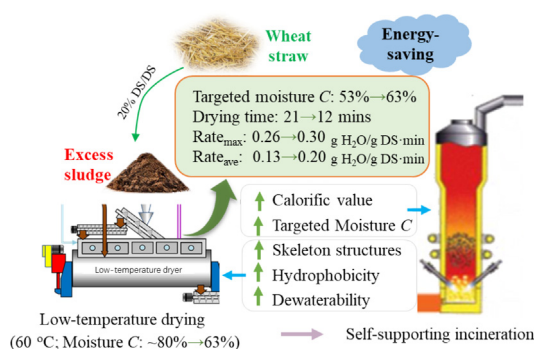 Wheat
straw
Energy-
saving
20% DS/DS
Targeted moisture C: 53%→63%
Drying time: 21→12 mins
Ratemax: 0.26→0.30 g H₂O/g DS·min
Rateave: 0.13→0.20 g H₂O/g DS·min
Excess
sludge
Calorific value
Targeted Moisture C
Skeleton structures
Hydrophobicity
Dewaterability
Low-temperature dryer
Low-temperature drying
(60 °C; Moisture C: ~80%→63%)
Self-supporting incineration